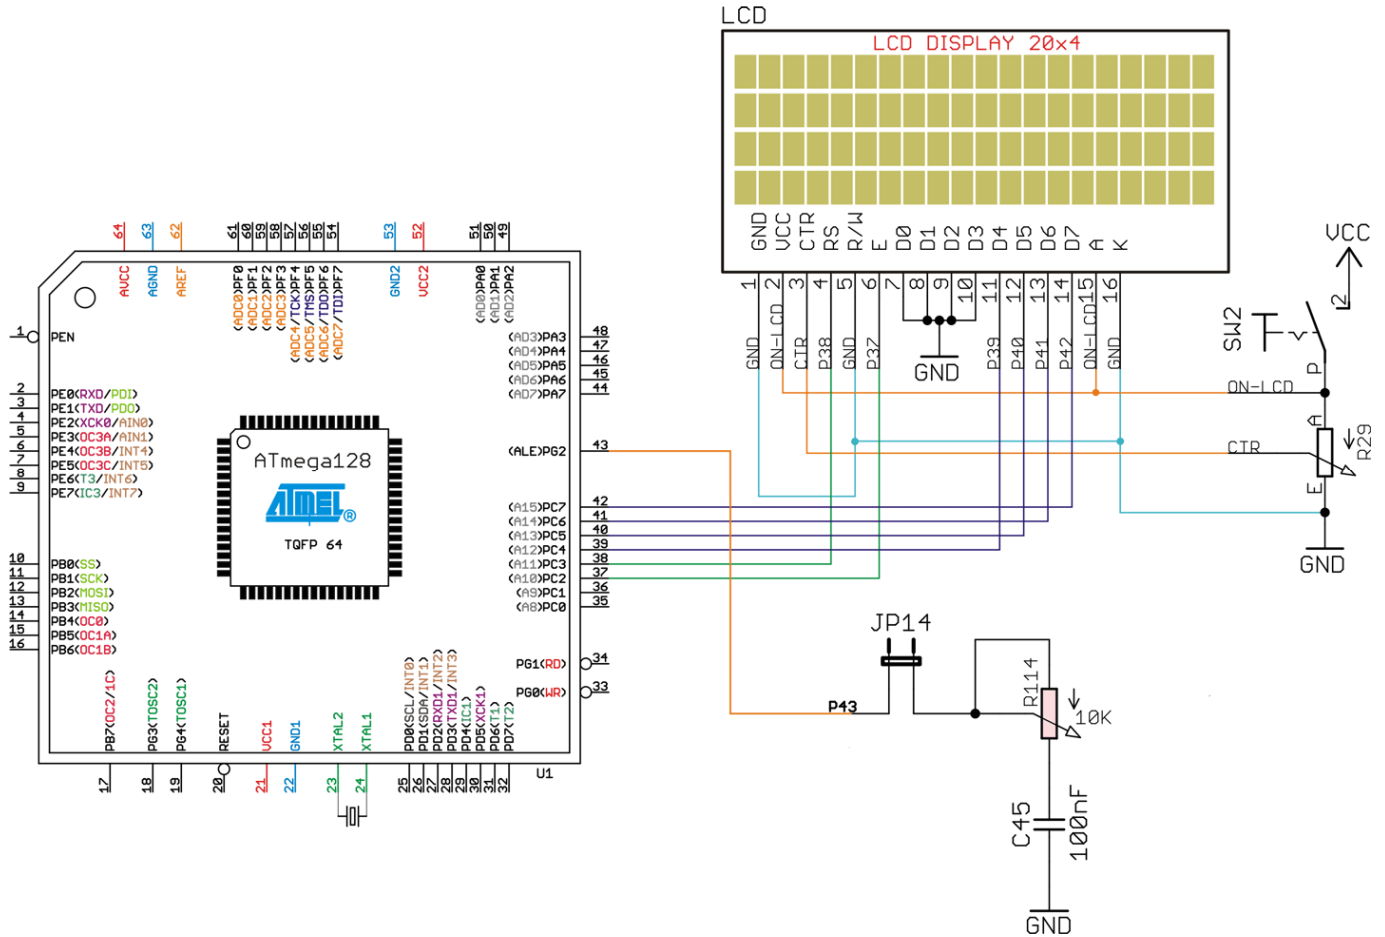 LCD
LCD DISPLAY 20x4
GND
VCC
CTR
RS
R/W
E
D0
D1
D2
D3
D4
D5
D6
D7
A
K
1
2
3
4
5
6
7
8
9
10
11
12
13
14
15
16
GND
ON-LCD
CTR
P38
GND
P37
GND
P39
P40
P41
P42
ON-LCD
GND
VCC
2
SW2
P
ON-LCD
A
R29
CTR
E
GND
64
63
62
61
60
59
58
57
56
55
54
53
52
51
50
49
AVCC
AGND
AREF
(ADC0)PF0
(ADC1)PF1
(ADC2)PF2
(ADC3)PF3
(ADC4/TCK)PF4
(ADC5/TMS)PF5
(ADC6/TDO)PF6
(ADC7/TDI)PF7
GND2
VCC2
(AD0)PA0
(AD1)PA1
(AD2)PA2
1 PEN
2 PE0(RXD/PDI)
3 PE1(TXD/PDO)
4 PE2(XCK0/AIN0)
5 PE3(OC3A/AIN1)
6 PE4(OC3B/INT4)
7 PE5(OC3C/INT5)
8 PE6(T3/INT6)
9 PE7(IC3/INT7)
10 PB0(SS)
11 PB1(SCK)
12 PB2(MOSI)
13 PB3(MISO)
14 PB4(OC0)
15 PB5(OC1A)
16 PB6(OC1B)
ATmega128
ATMEL ®
TQFP 64
(AD3)PA3 48
(AD4)PA4 47
(AD5)PA5 46
(AD6)PA6 45
(AD7)PA7 44
(ALE)PG2 43
(A15)PC7 42
(A14)PC6 41
(A13)PC5 40
(A12)PC4 39
(A11)PC3 38
(A10)PC2 37
(A9)PC1 36
(A8)PC0 35
PG1(RD) 34
PG0(WR) 33
PB7(OC2/1C)
PG3(TOSC2)
PG4(TOSC1)
RESET
VCC1
GND1
XTAL2
XTAL1
PD0(SCL/INT0)
PD1(SDA/INT1)
PD2(RXD1/INT2)
PD3(TXD1/INT3)
PD4(IC1)
PD5(XCK1)
PD6(T1)
PD7(T2)
17
18
19
20
21
22
23
24
25
26
27
28
29
30
31
32
U1
JP14
P43
R114
10K
C45
100nF
GND